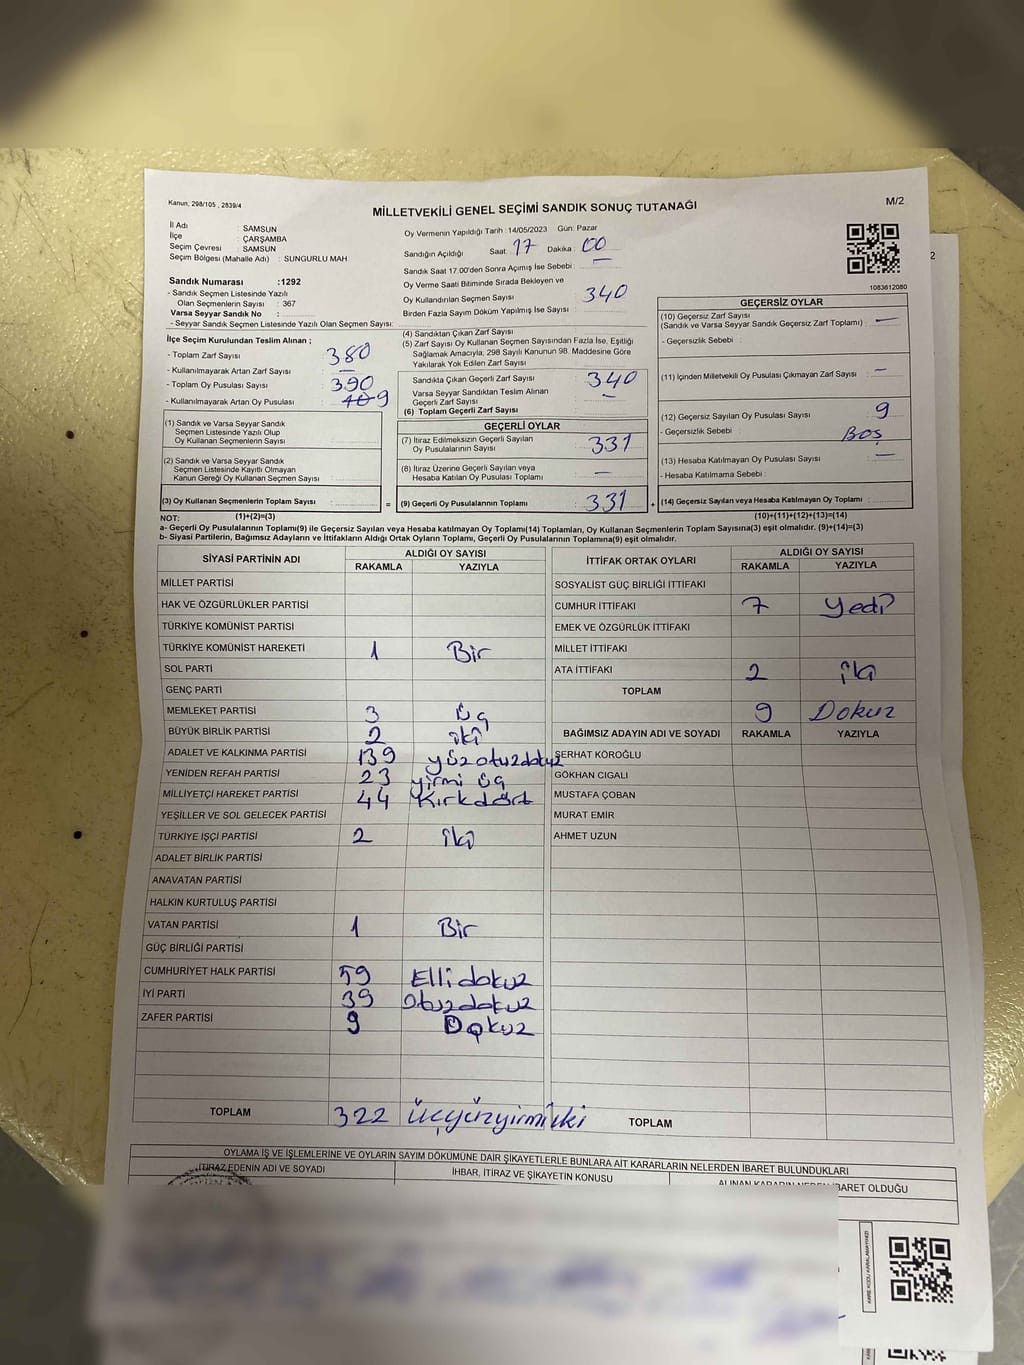 Kanun, 298/105 , 2839/4
MİLLETVEKİLİ GENEL SEÇİMİ SANDIK SONUÇ TUTANAĞI
M/2
İl Adı : SAMSUN
İlçe : ÇARŞAMBA
Seçim Çevresi : SAMSUN
Seçim Bölgesi (Mahalle Adı) : SUNGURLU MAH
Sandık Numarası :1292
- Sandık Seçmen Listesinde Yazılı
Olan Seçmenlerin Sayısı : 367
Varsa Seyyar Sandık No :
- Seyyar Sandık Seçmen Listesinde Yazılı Olan Seçmen Sayısı:
Oy Vermenin Yapıldığı Tarih :14/05/2023 Gün: Pazar
Sandığın Açıldığı Saat: 17 Dakika: 00
Sandık Saat 17.00'den Sonra Açımış İse Sebebi : —
Oy Verme Saati Bitiminde Sırada Bekleyen ve
Oy Kullandırılan Seçmen Sayısı : 340
Birden Fazla Sayım Döküm Yapılmış İse Sayısı :
1083612080
2
İlçe Seçim Kurulundan Teslim Alınan ;
- Toplam Zarf Sayısı : 380
- Kullanılmayarak Artan Zarf Sayısı : —
- Toplam Oy Pusulası Sayısı : 390
- Kullanılmayarak Artan Oy Pusulası :
(1) Sandık ve Varsa Seyyar Sandık
Seçmen Listesinde Yazılı Olup
Oy Kullanan Seçmenlerin Sayısı :
(2) Sandık ve Varsa Seyyar Sandık
Seçmen Listesinde Kayıtlı Olmayan
Kanun Gereği Oy Kullanan Seçmen Sayısı :
(3) Oy Kullanan Seçmenlerin Toplam Sayısı :
(1)+(2)=(3)
(4) Sandıktan Çıkan Zarf Sayısı :
(5) Zarf Sayısı Oy Kullanan Seçmen Sayısından Fazla İse, Eşitliği
Sağlamak Amacıyla, 298 Sayılı Kanunun 98. Maddesine Göre
Yakılarak Yok Edilen Zarf Sayısı :
Sandıkta Çıkan Geçerli Zarf Sayısı : 340
Varsa Seyyar Sandıktan Teslim Alınan
Geçerli Zarf Sayısı : —
(6) Toplam Geçerli Zarf Sayısı :
GEÇERLİ OYLAR
(7) İtiraz Edilmeksizin Geçerli Sayılan
Oy Pusulalarının Sayısı : 331
(8) İtiraz Üzerine Geçerli Sayılan veya
Hesaba Katılan Oy Pusulası Toplamı : —
= (9) Geçerli Oy Pusulalarının Toplamı : 331 +
GEÇERSİZ OYLAR
(10) Geçersiz Zarf Sayısı : —
(Sandık ve Varsa Seyyar Sandık Geçersiz Zarf Toplamı)
- Geçersizlik Sebebi :
(11) İçinden Milletvekili Oy Pusulası Çıkmayan Zarf Sayısı : —
(12) Geçersiz Sayılan Oy Pusulası Sayısı : 9
- Geçersizlik Sebebi : Boş
(13) Hesaba Katılmayan Oy Pusulası Sayısı : —
- Hesaba Katılmama Sebebi :
(14) Geçersiz Sayılan veya Hesaba Katılmayan Oy Toplamı :
(10)+(11)+(12)+(13)=(14)
NOT:
a- Geçerli Oy Pusulalarının Toplamı(9) ile Geçersiz Sayılan veya Hesaba katılmayan Oy Toplamı(14) Toplamları, Oy Kullanan Seçmenlerin Toplam Sayısına(3) eşit olmalıdır. (9)+(14)=(3)
b- Siyasi Partilerin, Bağımsız Adayların ve İttifakların Aldığı Ortak Oyların Toplamı, Geçerli Oy Pusulalarının Toplamına(9) eşit olmalıdır.
SİYASİ PARTİNİN ADI ALDIĞI OY SAYISI
RAKAMLA YAZIYLA
MİLLET PARTİSİ
HAK VE ÖZGÜRLÜKLER PARTİSİ
TÜRKİYE KOMÜNİST PARTISI
TÜRKİYE KOMÜNİST HAREKETİ 1 Bir
SOL PARTİ
GENÇ PARTİ
MEMLEKET PARTİSİ 3 üç
BÜYÜK BİRLİK PARTİSİ 2 iki
ADALET VE KALKINMA PARTİSİ 139 yüzotuzdokuz
YENİDEN REFAH PARTİSİ 23 yirmi üç
MİLLİYETÇİ HAREKET PARTİSİ 44 Kırkdört
YEŞİLLER VE SOL GELECEK PARTİSİ
TÜRKİYE İŞÇİ PARTİSİ 2 iki
ADALET BİRLİK PARTİSİ
ANAVATAN PARTİSİ
HALKIN KURTULUŞ PARTİSİ
VATAN PARTİSİ 1 Bir
GÜÇ BİRLİĞİ PARTİSİ
CUMHURİYET HALK PARTİSİ 59 Ellidokuz
İYİ PARTİ 39 otuzdokuz
ZAFER PARTİSİ 9 Dokuz
TOPLAM 322 üçyüzyirmiiki
İTTİFAK ORTAK OYLARI ALDIĞI OY SAYISI
RAKAMLA YAZIYLA
SOSYALİST GÜÇ BİRLİĞİ İTTİFAKI
CUMHUR İTTİFAKI 7 yedi
EMEK VE ÖZGÜRLÜK İTTİFAKI
MİLLET İTTİFAKI
ATA İTTİFAKI 2 iki
TOPLAM 9 Dokuz
BAĞIMSIZ ADAYIN ADI VE SOYADI RAKAMLA YAZIYLA
SERHAT KÖROĞLU
GÖKHAN CIGALI
MUSTAFA ÇOBAN
MURAT EMİR
AHMET UZUN
TOPLAM
OYLAMA İŞ VE İŞLEMLERİNE VE OYLARIN SAYIM DÖKÜMÜNE DAİR ŞİKAYETLERLE BUNLARA AİT KARARLARIN NELERDEN İBARET BULUNDUKLARI
İTİRAZ EDENİN ADI VE SOYADI İHBAR, İTİRAZ VE ŞİKAYETİN KONUSU ALINAN KARARIN NEDEN İBARET OLDUĞU
KARE KODU KARALAMAYINIZ!